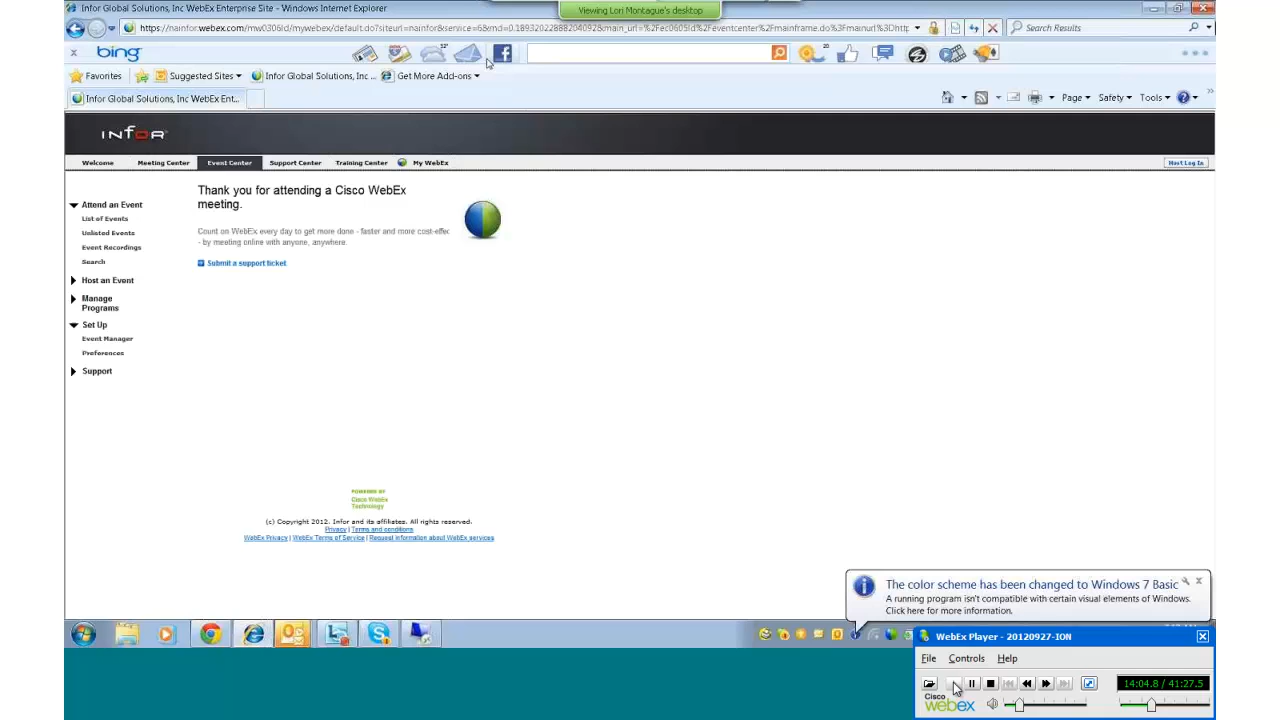 Infor Global Solutions, Inc WebEx Enterprise Site - Windows Internet Explorer
Viewing Lori Montague's desktop
Search Results
bing
Favorites Suggested Sites Infor Global Solutions, Inc ... Get More Add-ons
Infor Global Solutions, Inc WebEx Ent...
Page Safety Tools
infor
Welcome Meeting Center Event Center Support Center Training Center My WebEx Host Log In
Thank you for attending a Cisco WebEx
meeting.
Count on WebEx every day to get more done - faster and more cost-effec
- by meeting online with anyone, anywhere.
Submit a support ticket
Attend an Event
List of Events
Unlisted Events
Event Recordings
Search
Host an Event
Manage
Programs
Set Up
Event Manager
Preferences
Support
POWERED BY
Cisco WebEx
Technology
(c) Copyright 2012. Infor and its affiliates. All rights reserved.
Privacy | Terms and conditions
WebEx Privacy | WebEx Terms of Service | Request information about WebEx services
The color scheme has been changed to Windows 7 Basic
A running program isn't compatible with certain visual elements of Windows.
Click here for more information.
WebEx Player - 20120927-ION
File Controls Help
14:04.8 / 41:27.5
Cisco
webex